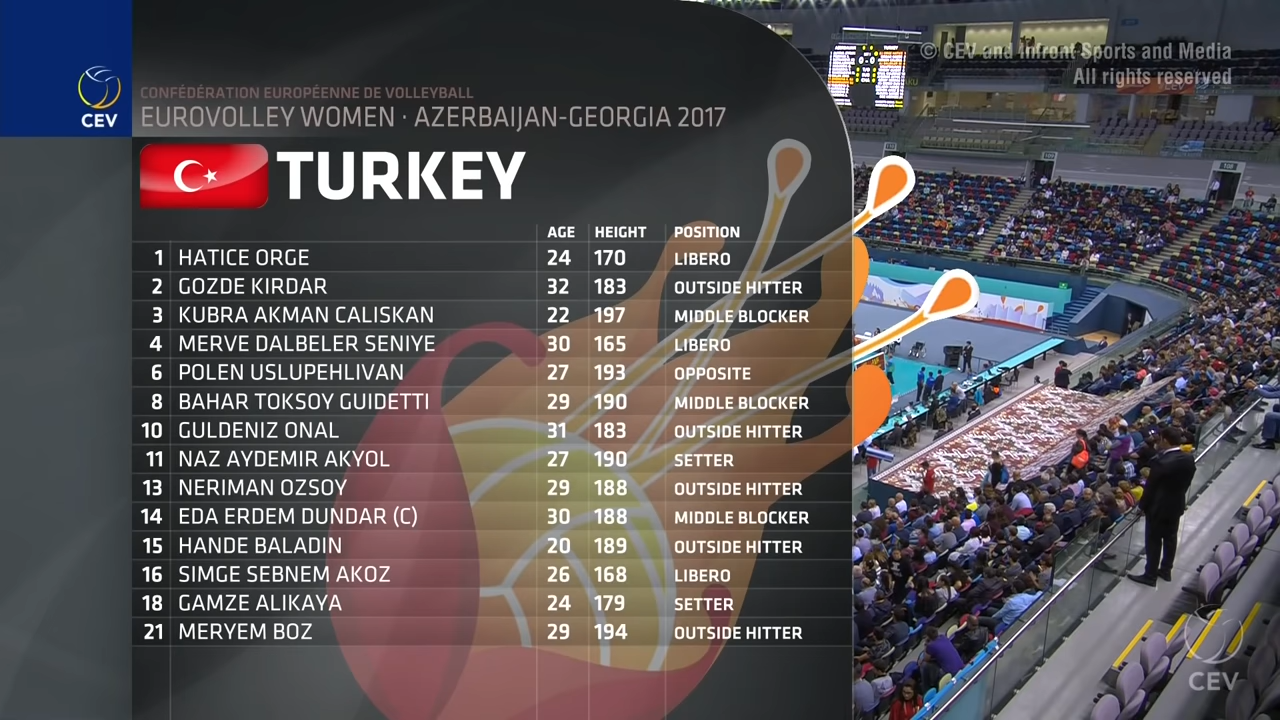 © CEV and Infront Sports and Media
All rights reserved
CEV
CONFÉDÉRATION EUROPÉENNE DE VOLLEYBALL
EUROVOLLEY WOMEN · AZERBAIJAN-GEORGIA 2017
TURKEY
AGE HEIGHT POSITION
1 HATICE ORGE 24 170 LIBERO
2 GOZDE KIRDAR 32 183 OUTSIDE HITTER
3 KUBRA AKMAN CALISKAN 22 197 MIDDLE BLOCKER
4 MERVE DALBELER SENIYE 30 165 LIBERO
6 POLEN USLUPEHLIVAN 27 193 OPPOSITE
8 BAHAR TOKSOY GUIDETTI 29 190 MIDDLE BLOCKER
10 GULDENIZ ONAL 31 183 OUTSIDE HITTER
11 NAZ AYDEMIR AKYOL 27 190 SETTER
13 NERIMAN OZSOY 29 188 OUTSIDE HITTER
14 EDA ERDEM DUNDAR (C) 30 188 MIDDLE BLOCKER
15 HANDE BALADIN 20 189 OUTSIDE HITTER
16 SIMGE SEBNEM AKOZ 26 168 LIBERO
18 GAMZE ALIKAYA 24 179 SETTER
21 MERYEM BOZ 29 194 OUTSIDE HITTER
CEV